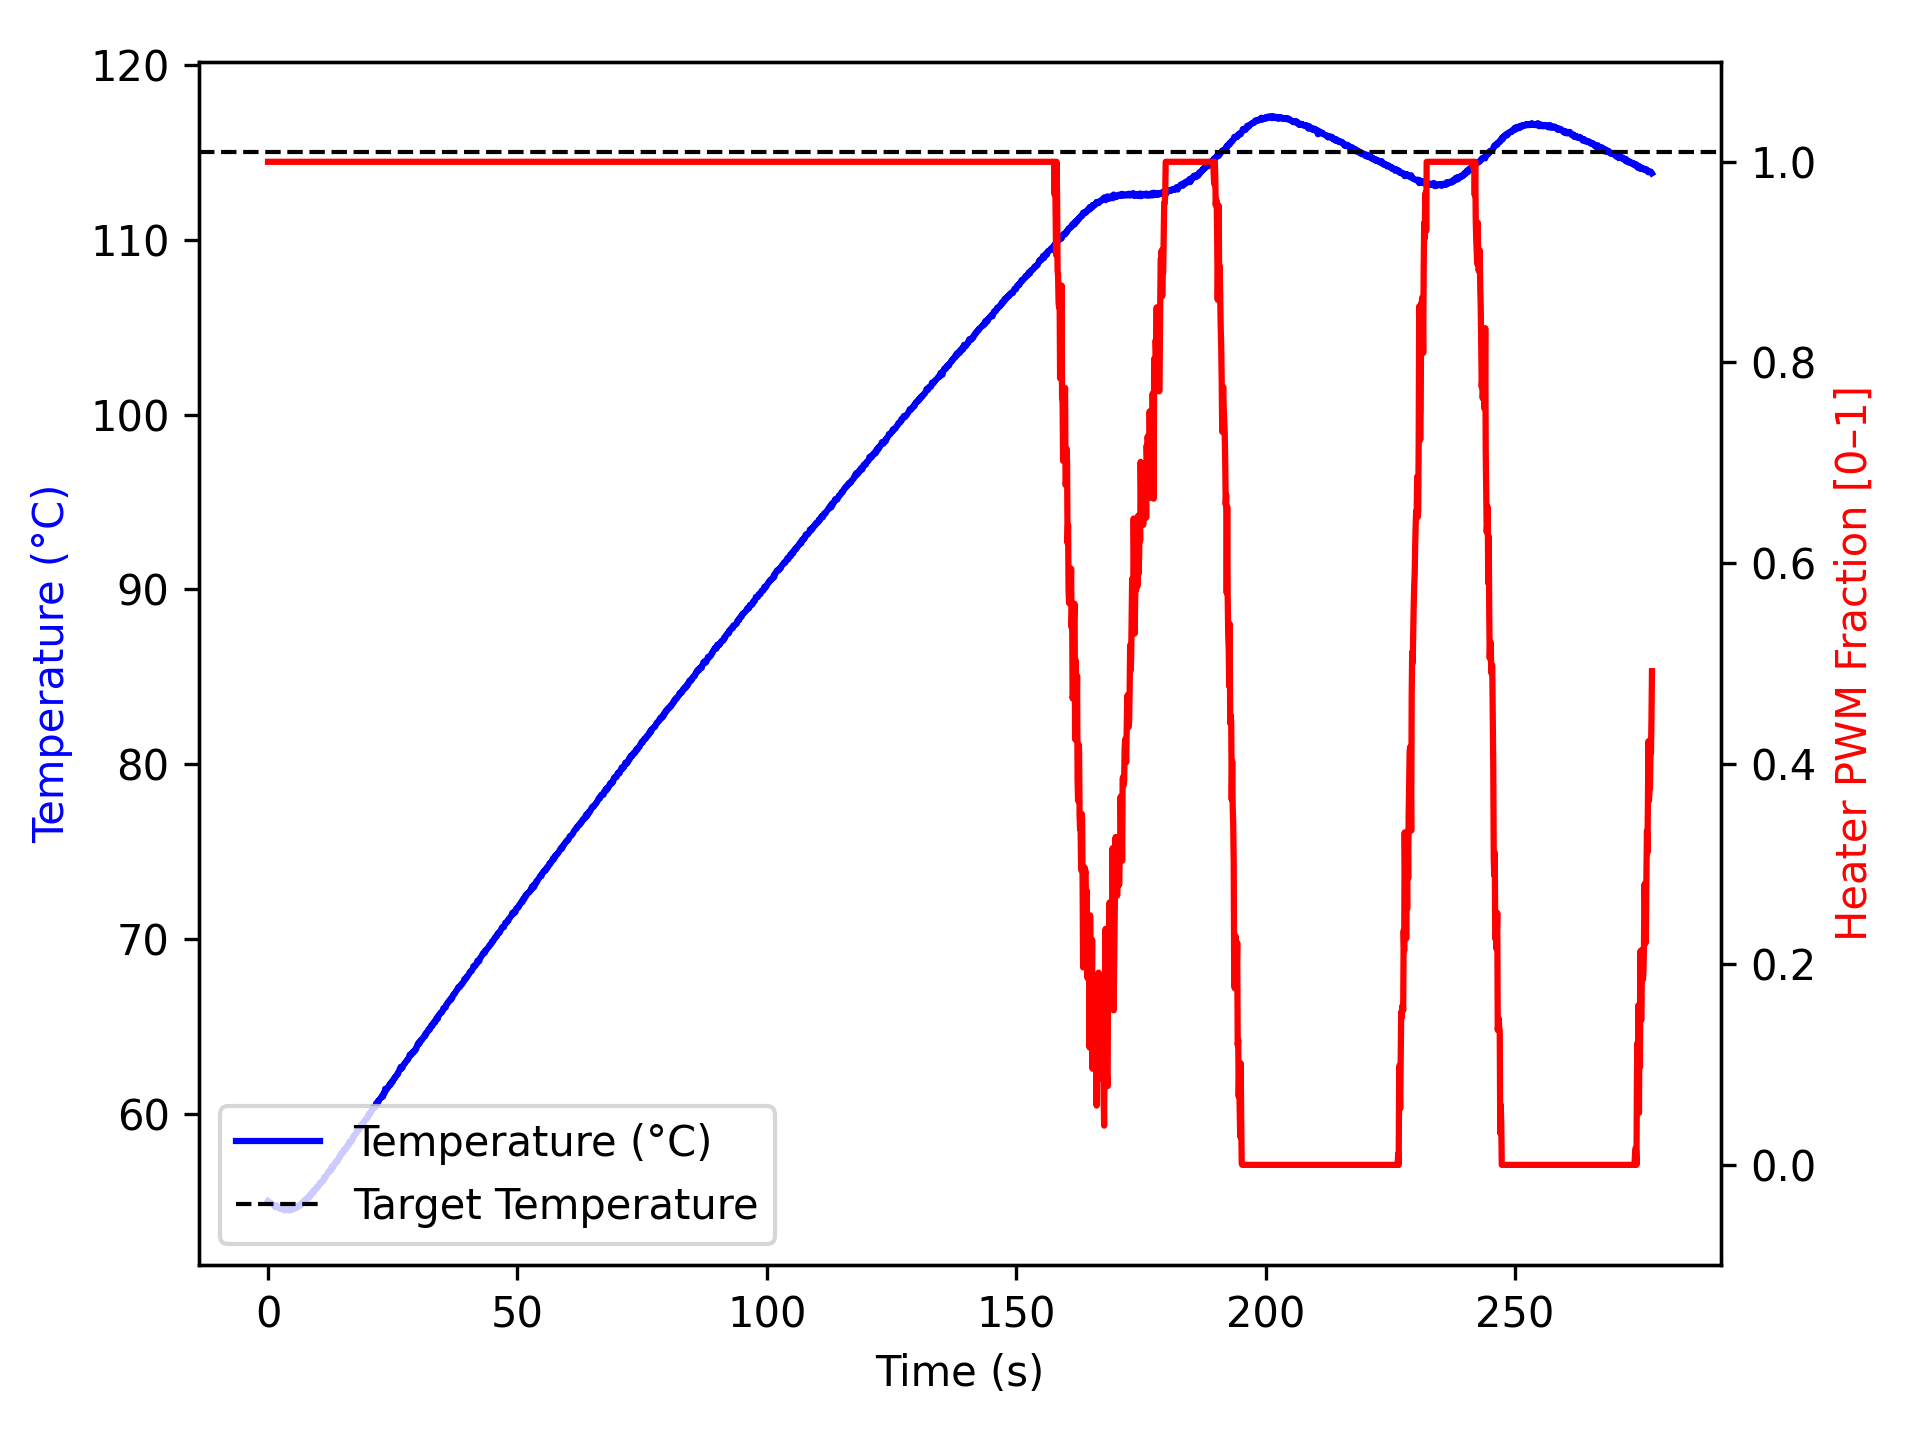 120
110
100
90
80
70
60
Temperature (°C)
1.0
0.8
0.6
0.4
0.2
0.0
Heater PWM Fraction [0–1]
Temperature (°C)
Target Temperature
0 50 100 150 200 250
Time (s)